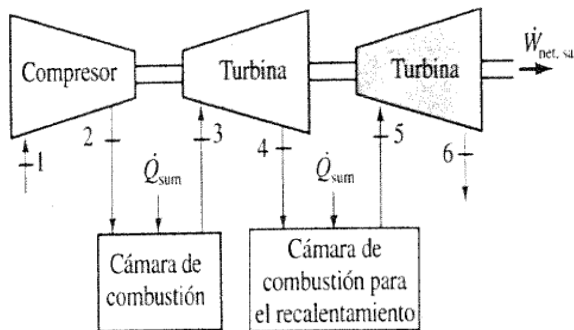 Compresor
Turbina
Turbina
Ẇnet, sa
1
2
3
4
5
6
Q̇sum
Q̇sum
Cámara de
combustión
Cámara de
combustión para
el recalentamiento